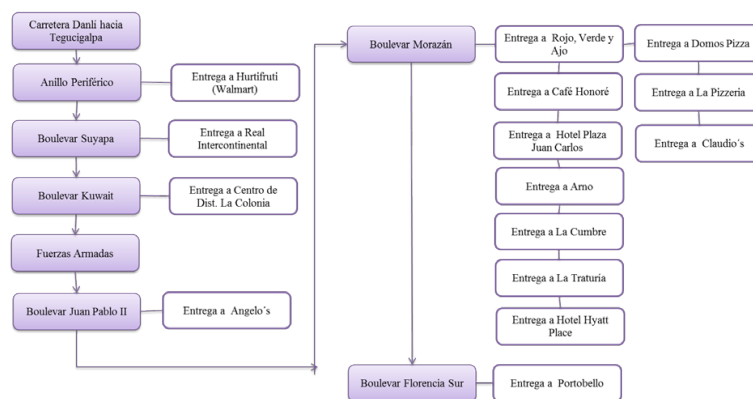 Carretera Danlí hacia
Tegucigalpa
Anillo Periférico
Entrega a Hurtifruti
(Walmart)
Boulevar Suyapa
Entrega a Real
Intercontinental
Boulevar Kuwait
Entrega a Centro de
Dist. La Colonia
Fuerzas Armadas
Boulevar Juan Pablo II
Entrega a Angelo´s
Boulevar Morazán
Entrega a Rojo, Verde y
Ajo
Entrega a Café Honoré
Entrega a Hotel Plaza
Juan Carlos
Entrega a Arno
Entrega a La Cumbre
Entrega a La Traturía
Entrega a Hotel Hyatt
Place
Entrega a Domos Pizza
Entrega a La Pizzeria
Entrega a Claudio´s
Boulevar Florencia Sur
Entrega a Portobello